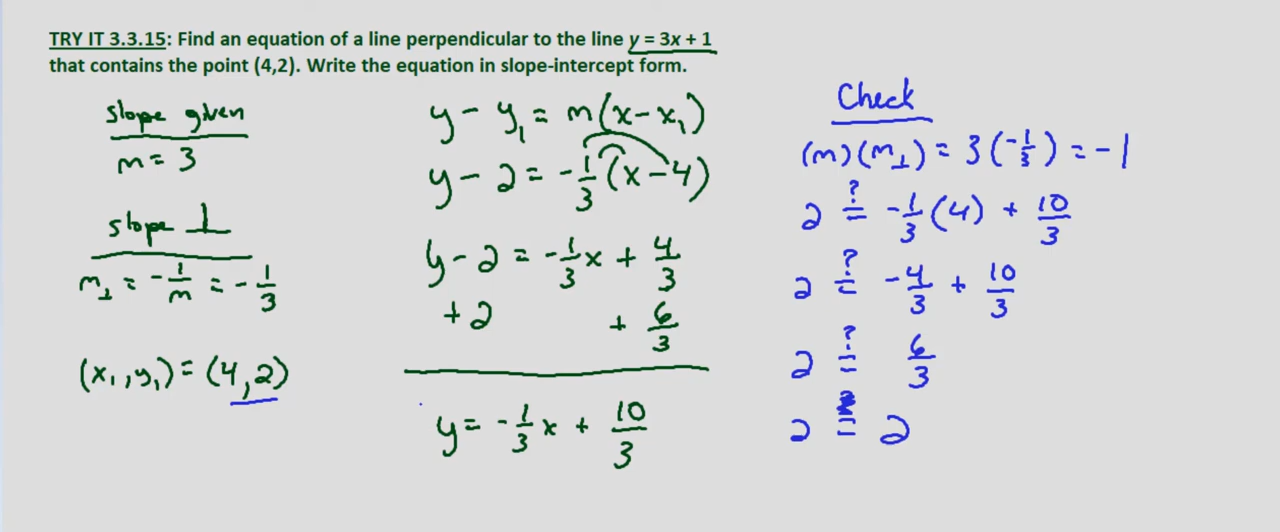 TRY IT 3.3.15: Find an equation of a line perpendicular to the line y = 3x + 1
that contains the point (4,2). Write the equation in slope-intercept form.
slope given
m = 3
slope ⊥
m⊥ = -1/m = -1/3
(x₁, y₁) = (4, 2)
y - y₁ = m(x - x₁)
y - 2 = -1/3(x - 4)
y - 2 = -1/3x + 4/3
+2 + 6/3
y = -1/3x + 10/3
Check
(m)(m⊥) = 3(-1/3) = -1
2 ≟ -1/3(4) + 10/3
2 ≟ -4/3 + 10/3
2 ≟ 6/3
2 = 2